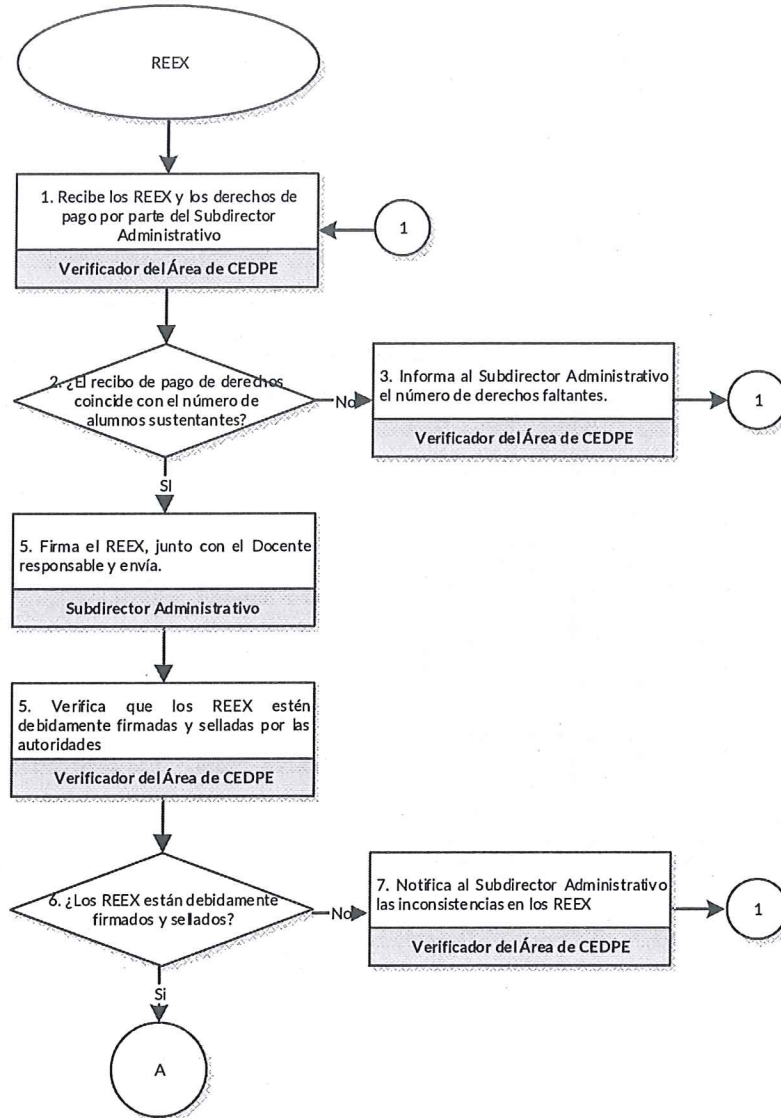 REEX
1. Recibe los REEX y los derechos de
pago por parte del Subdirector
Administrativo
Verificador del Área de CEDPE
1
2. ¿El recibo de pago de derechos
coincide con el número de
alumnos sustentantes?
No
3. Informa al Subdirector Administrativo
el número de derechos faltantes.
Verificador del Área de CEDPE
1
SI
5. Firma el REEX, junto con el Docente
responsable y envía.
Subdirector Administrativo
5. Verifica que los REEX estén
debidamente firmadas y selladas por las
autoridades
Verificador del Área de CEDPE
6. ¿Los REEX están debidamente
firmados y sellados?
No
7. Notifica al Subdirector Administrativo
las inconsistencias en los REEX
Verificador del Área de CEDPE
1
Si
A